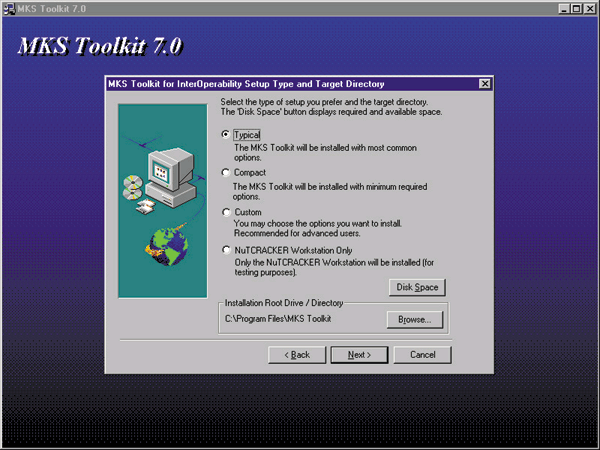 MKS Toolkit 7.0
MKS Toolkit 7.0
MKS Toolkit for InterOperability Setup Type and Target Directory
Select the type of setup you prefer and the target directory.
The 'Disk Space' button displays required and available space.
Typical
The MKS Toolkit will be installed with most common
options.
Compact
The MKS Toolkit will be installed with minimum required
options.
Custom
You may choose the options you want to install.
Recommended for advanced users.
NuTCRACKER Workstation Only
Only the NuTCRACKER Workstation will be installed (for
testing purposes).
Disk Space
Installation Root Drive / Directory
C:\Program Files\MKS Toolkit
Browse...
< Back
Next >
Cancel